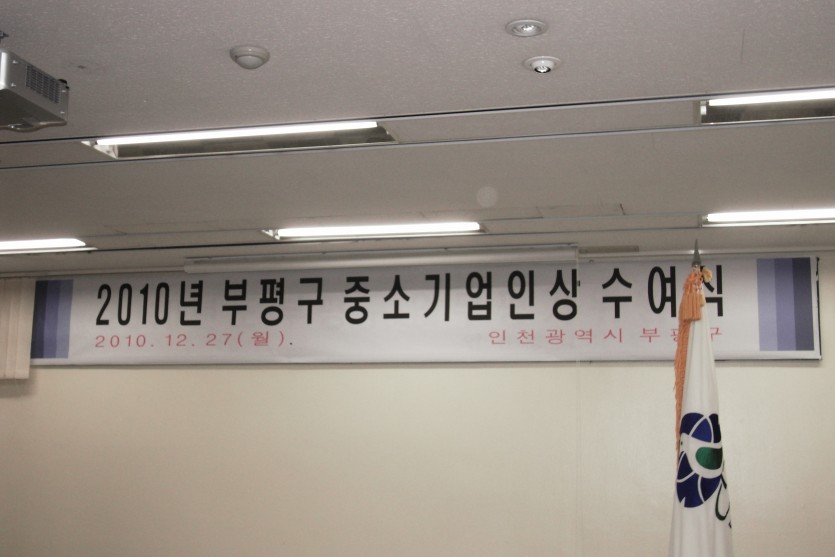 2010년 부평구 중소기업인상 수여식
2010. 12. 27(월).
인천광역시 부평구